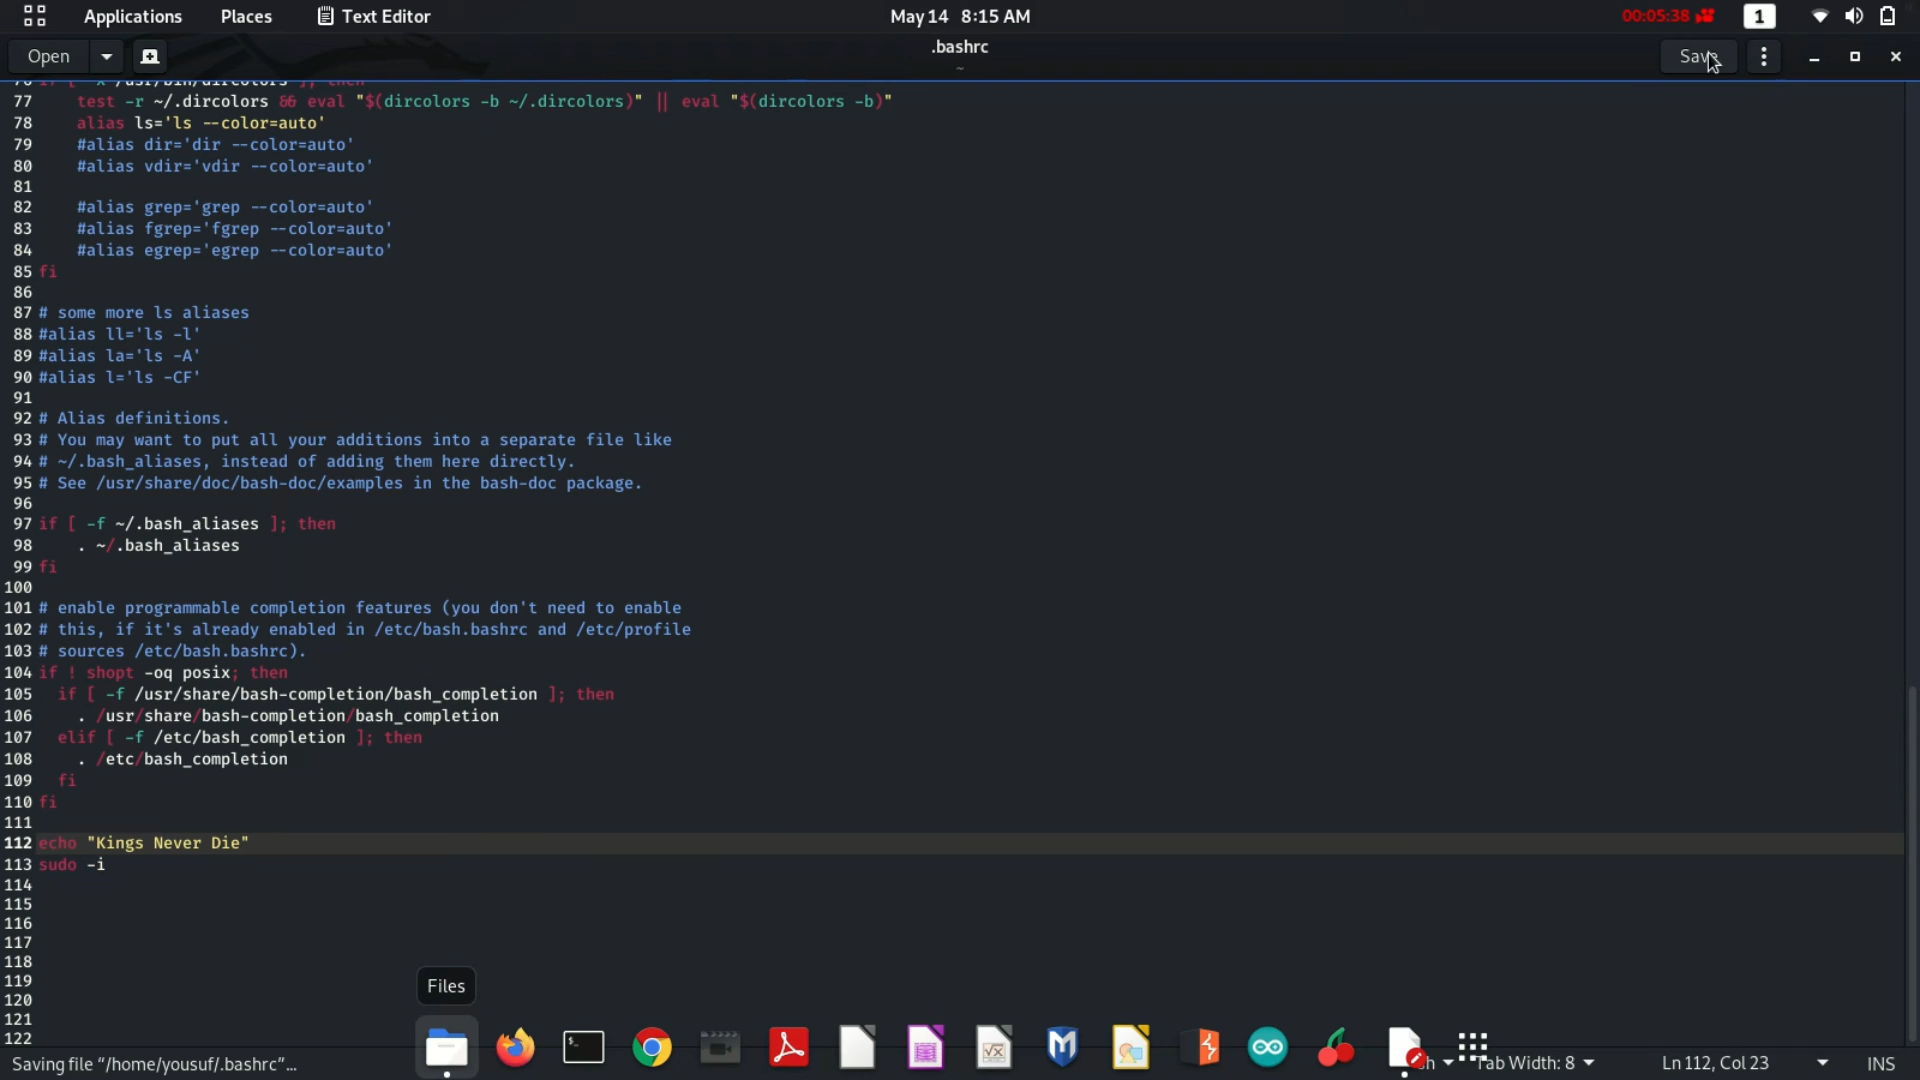 Applications Places Text Editor May 14 8:15 AM 00:05:38 1
Open .bashrc Save
~
77 test -r ~/.dircolors && eval "$(dircolors -b ~/.dircolors)" || eval "$(dircolors -b)"
78 alias ls='ls --color=auto'
79 #alias dir='dir --color=auto'
80 #alias vdir='vdir --color=auto'
81
82 #alias grep='grep --color=auto'
83 #alias fgrep='fgrep --color=auto'
84 #alias egrep='egrep --color=auto'
85 fi
86
87 # some more ls aliases
88 #alias ll='ls -l'
89 #alias la='ls -A'
90 #alias l='ls -CF'
91
92 # Alias definitions.
93 # You may want to put all your additions into a separate file like
94 # ~/.bash_aliases, instead of adding them here directly.
95 # See /usr/share/doc/bash-doc/examples in the bash-doc package.
96
97 if [ -f ~/.bash_aliases ]; then
98 . ~/.bash_aliases
99 fi
100
101 # enable programmable completion features (you don't need to enable
102 # this, if it's already enabled in /etc/bash.bashrc and /etc/profile
103 # sources /etc/bash.bashrc).
104 if ! shopt -oq posix; then
105 if [ -f /usr/share/bash-completion/bash_completion ]; then
106 . /usr/share/bash-completion/bash_completion
107 elif [ -f /etc/bash_completion ]; then
108 . /etc/bash_completion
109 fi
110 fi
111
112 echo "Kings Never Die"
113 sudo -i
114
115
116
117
118
119
120
121
122
Files
Saving file “/home/yousuf/.bashrc”... Tab Width: 8 Ln 112, Col 23 INS